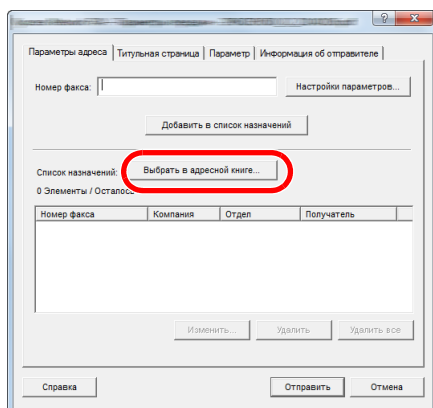 Параметры адреса Титульная страница Параметр Информация об отправителе
Номер факса: Настройки параметров...
Добавить в список назначений
Список назначений: Выбрать в адресной книге...
0 Элементы / Осталось
Номер факса Компания Отдел Получатель
Изменить... Удалить Удалить все
Справка Отправить Отмена